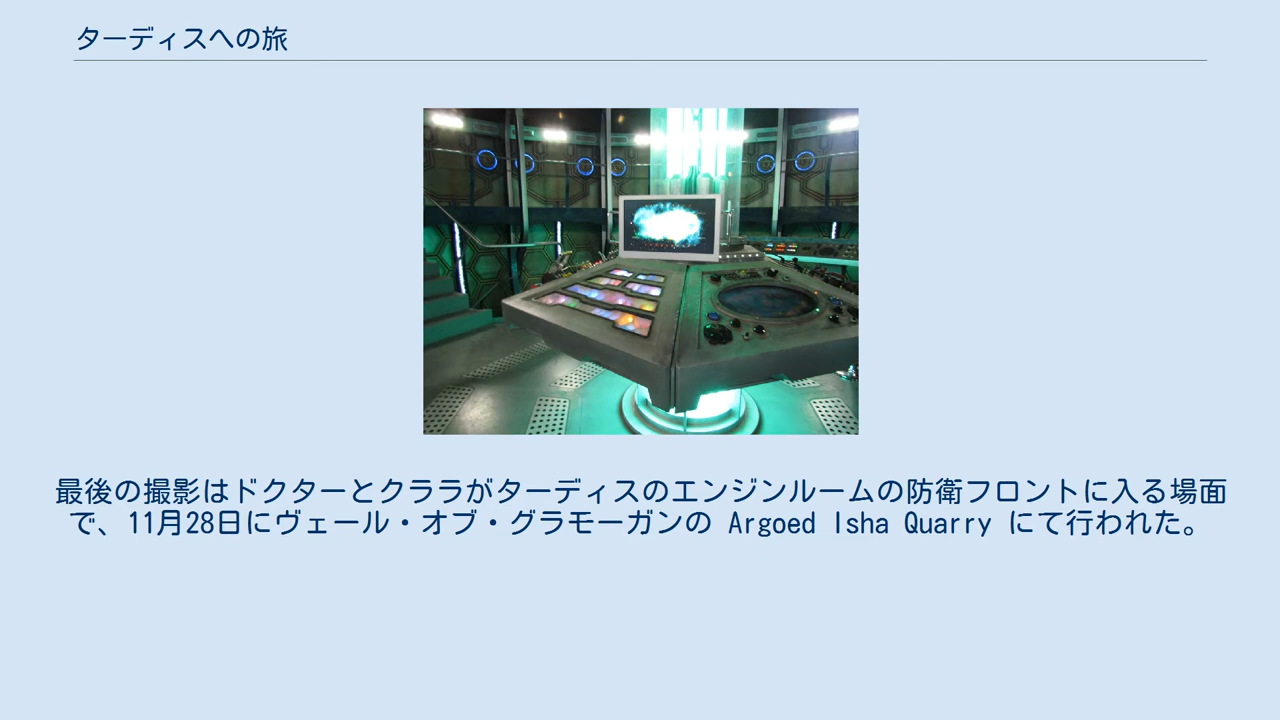 ターディスへの旅
最後の撮影はドクターとクララがターディスのエンジンルームの防衛フロントに入る場面
で、11月28日にヴェール・オブ・グラモーガンの Argoed Isha Quarry にて行われた。